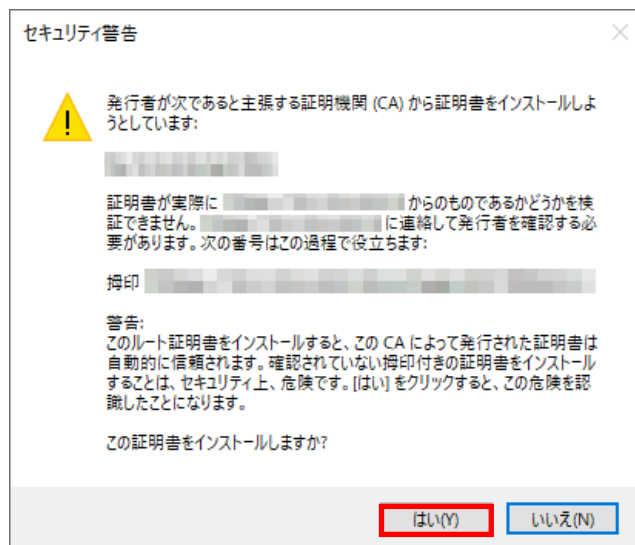 セキュリティ警告
発行者が次であると主張する証明機関 (CA) から証明書をインストールしよ
うとしています:
証明書が実際に からのものであるかどうかを検
証できません。 に連絡して発行者を確認する必
要があります。次の番号はこの過程で役立ちます:
拇印
警告:
このルート証明書をインストールすると、この CA によって発行された証明書は
自動的に信頼されます。確認されていない拇印付きの証明書をインストール
することは、セキュリティ上、危険です。[はい] をクリックすると、この危険を認
識したことになります。
この証明書をインストールしますか?
はい(Y)
いいえ(N)